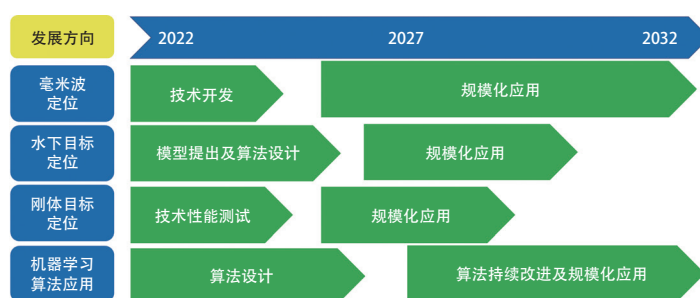 发展方向
2022
2027
2032
毫米波
定位
技术开发
规模化应用
水下目标
定位
模型提出及算法设计
规模化应用
刚体目标
定位
技术性能测试
规模化应用
机器学习
算法应用
算法设计
算法持续改进及规模化应用